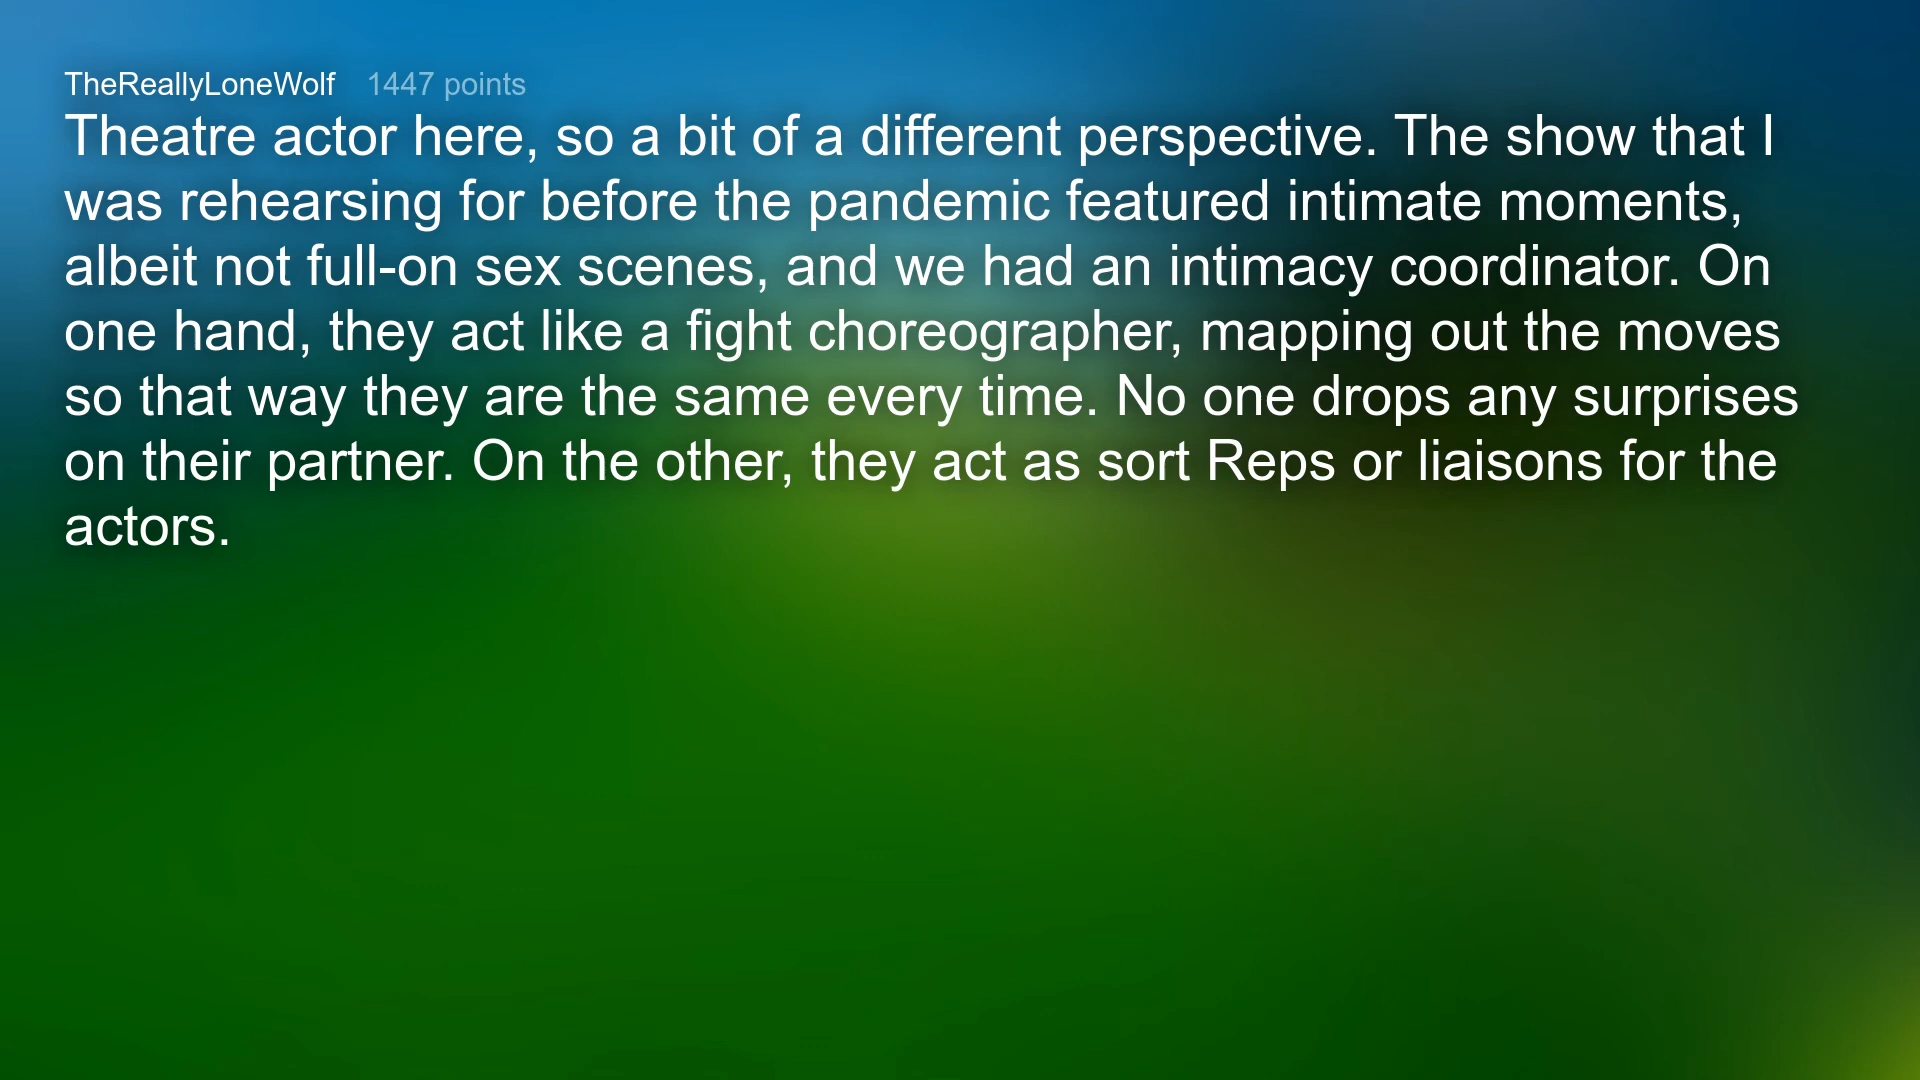 TheReallyLoneWolf 1447 points
Theatre actor here, so a bit of a different perspective. The show that I
was rehearsing for before the pandemic featured intimate moments,
albeit not full-on sex scenes, and we had an intimacy coordinator. On
one hand, they act like a fight choreographer, mapping out the moves
so that way they are the same every time. No one drops any surprises
on their partner. On the other, they act as sort Reps or liaisons for the
actors.